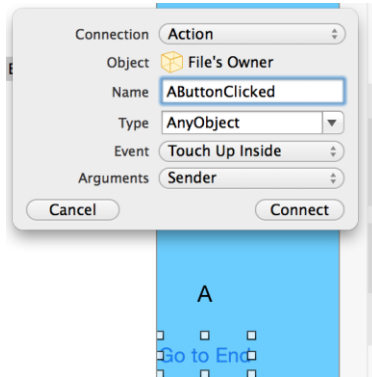 Connection Action
Object File's Owner
Name AButtonClicked
Type AnyObject
Event Touch Up Inside
Arguments Sender
Cancel Connect
A
Go to End